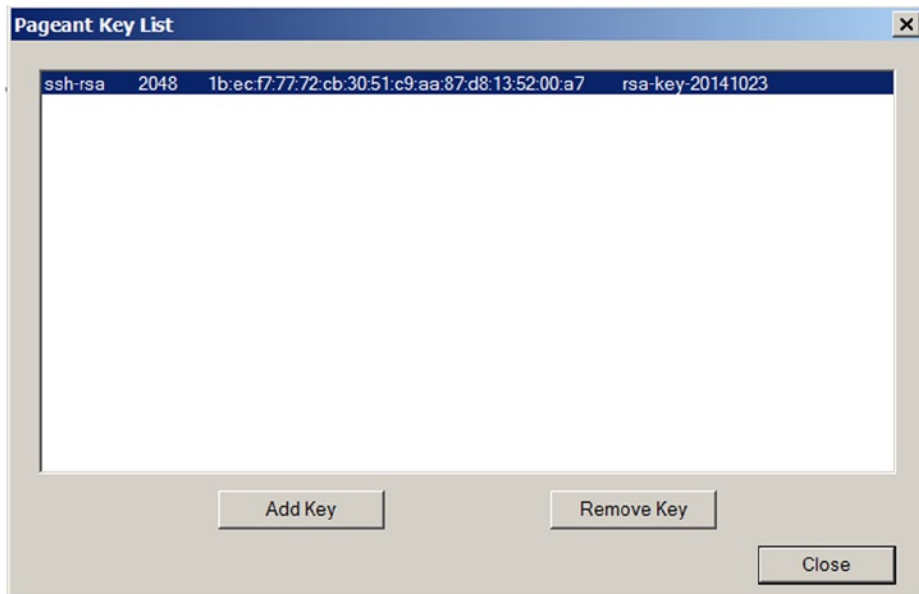 Pageant Key List
ssh-rsa 2048 1b:ec:f7:77:72:cb:30:51:c9:aa:87:d8:13:52:00:a7 rsa-key-20141023
Add Key Remove Key
Close